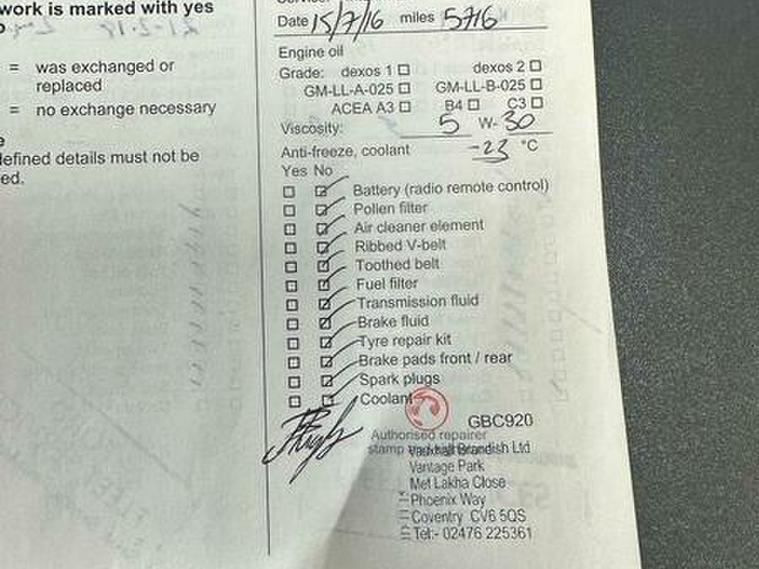 work is marked with yes
= was exchanged or
replaced
= no exchange necessary
efined details must not be
ed.
Date 15/7/16 miles 5716
Engine oil
Grade: dexos 1 dexos 2
GM-LL-A-025 GM-LL-B-025
ACEA A3 B4 C3
Viscosity: 5 W-30
Anti-freeze, coolant -23 °C
Yes No
Battery (radio remote control)
Pollen filter
Air cleaner element
Ribbed V-belt
Toothed belt
Fuel filter
Transmission fluid
Brake fluid
Tyre repair kit
Brake pads front / rear
Spark plugs
Coolant
GBC920
Authorised repairer
stamp
Brandish Ltd
Vantage Park
Met Lakha Close
Phoenix Way
Coventry CV6 5QS
Tel:- 02476 225361